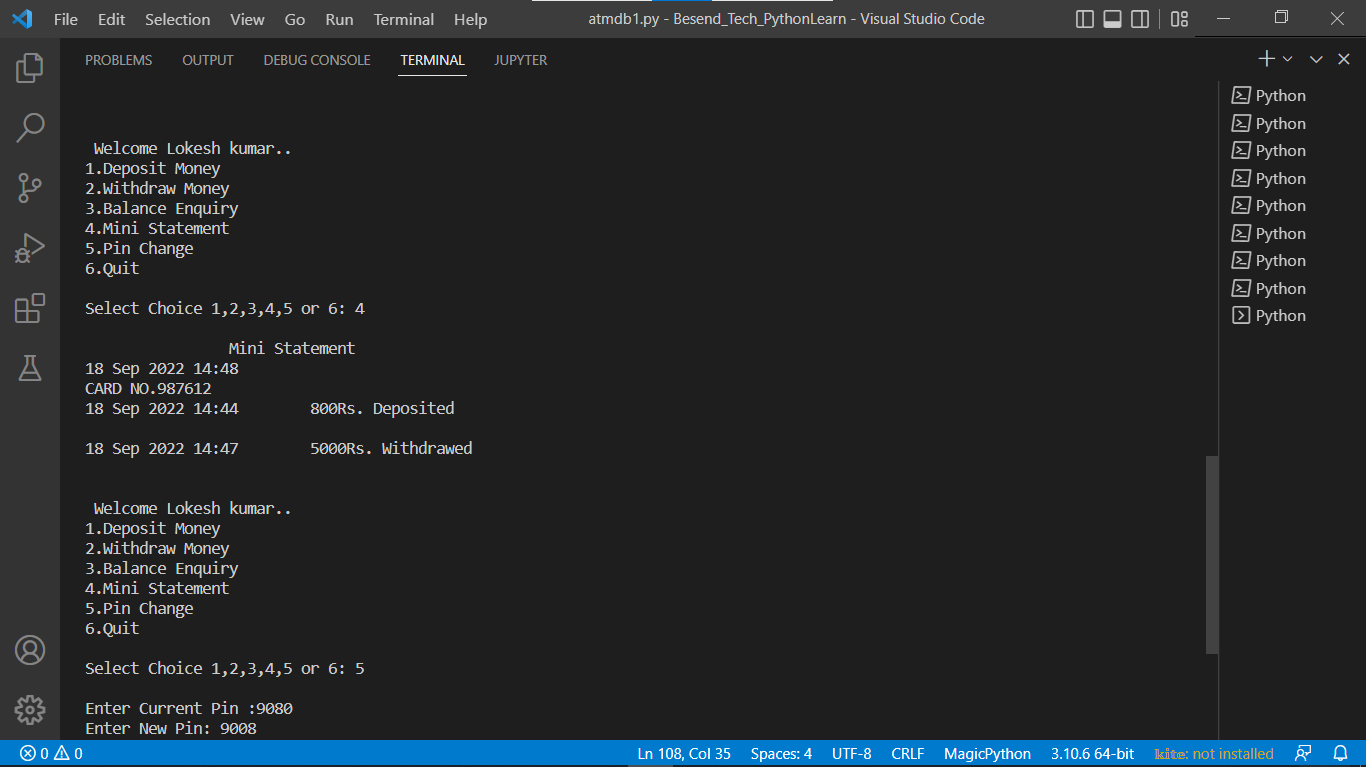 File Edit Selection View Go Run Terminal Help atmdb1.py - Besend_Tech_PythonLearn - Visual Studio Code
PROBLEMS OUTPUT DEBUG CONSOLE TERMINAL JUPYTER
Welcome Lokesh kumar..
1.Deposit Money
2.Withdraw Money
3.Balance Enquiry
4.Mini Statement
5.Pin Change
6.Quit
Select Choice 1,2,3,4,5 or 6: 4
Mini Statement
18 Sep 2022 14:48
CARD NO.987612
18 Sep 2022 14:44 800Rs. Deposited
18 Sep 2022 14:47 5000Rs. Withdrawed
Welcome Lokesh kumar..
1.Deposit Money
2.Withdraw Money
3.Balance Enquiry
4.Mini Statement
5.Pin Change
6.Quit
Select Choice 1,2,3,4,5 or 6: 5
Enter Current Pin :9080
Enter New Pin: 9008
Python
Python
Python
Python
Python
Python
Python
Python
Python
0 0 Ln 108, Col 35 Spaces: 4 UTF-8 CRLF MagicPython 3.10.6 64-bit kite: not installed